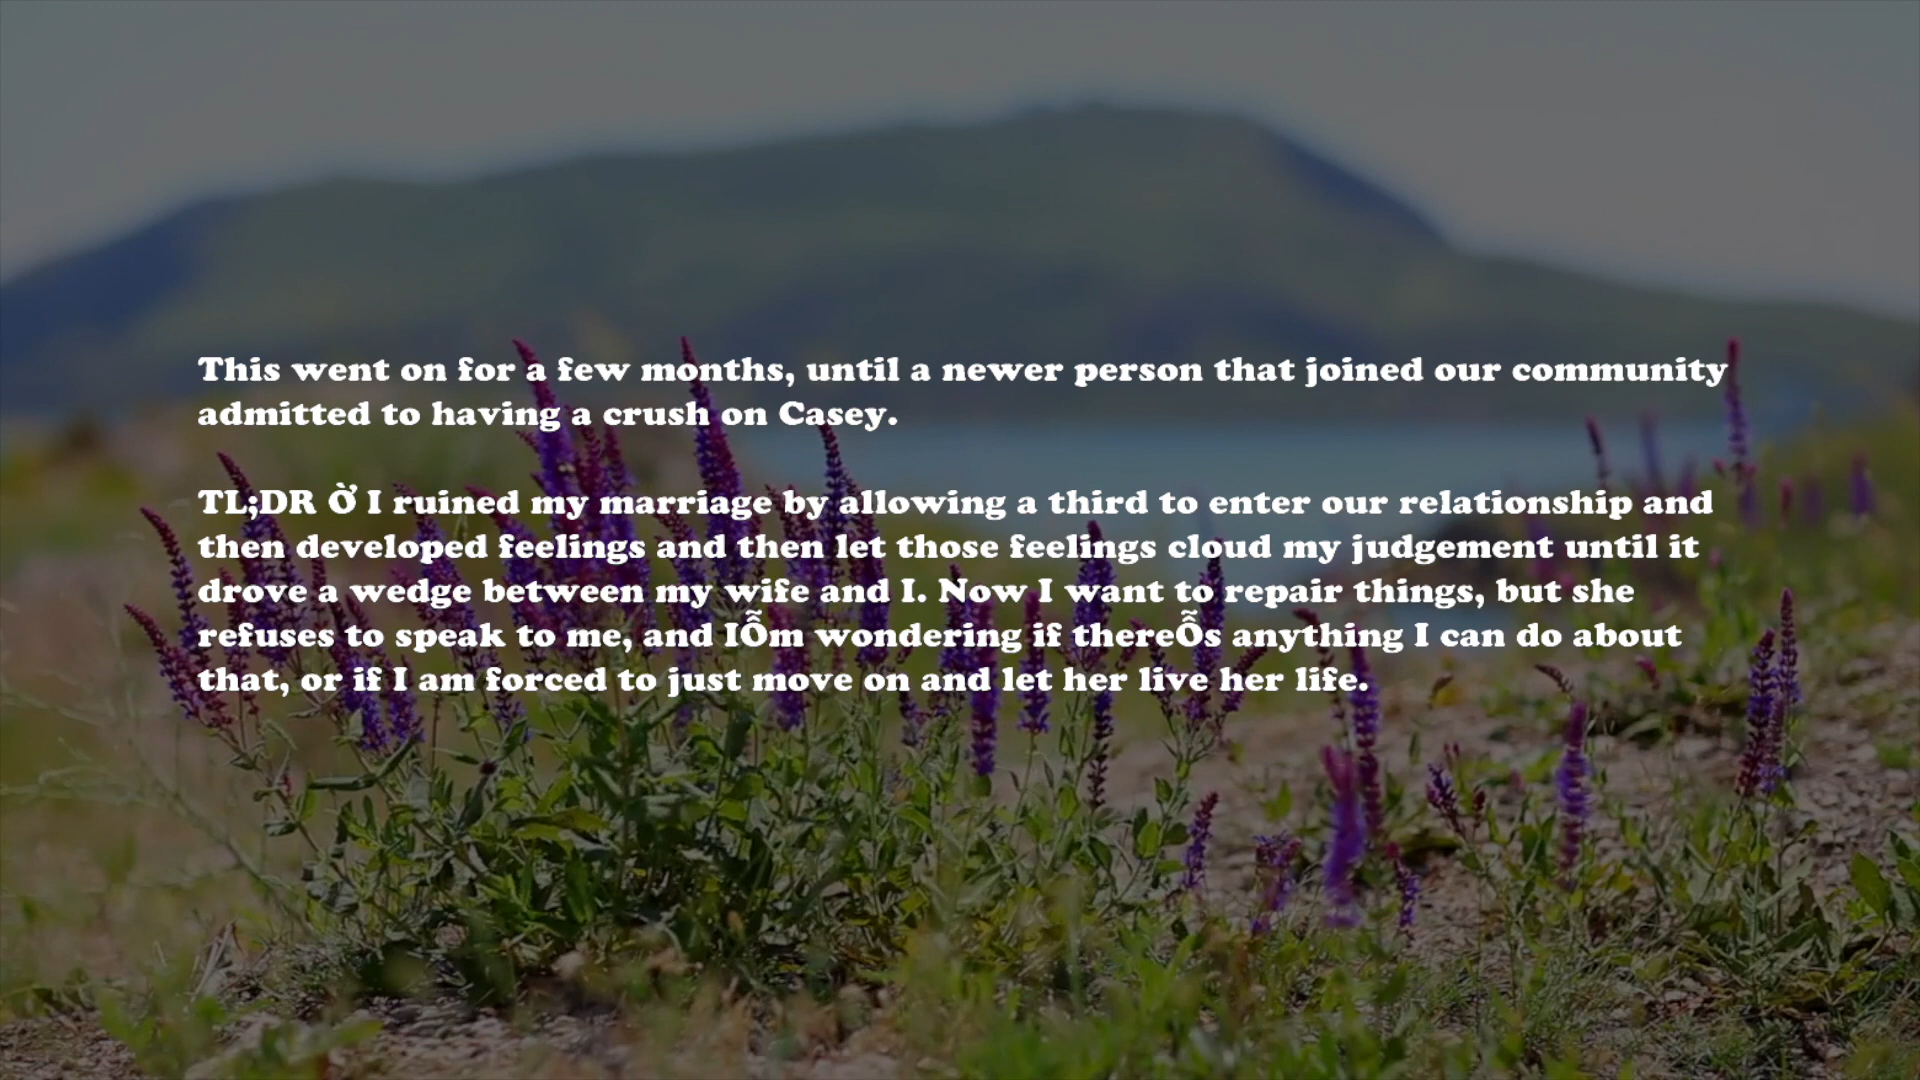 This went on for a few months, until a newer person that joined our community
admitted to having a crush on Casey.
TL;DR Ờ I ruined my marriage by allowing a third to enter our relationship and
then developed feelings and then let those feelings cloud my judgement until it
drove a wedge between my wife and I. Now I want to repair things, but she
refuses to speak to me, and IỖm wondering if thereỖs anything I can do about
that, or if I am forced to just move on and let her live her life.